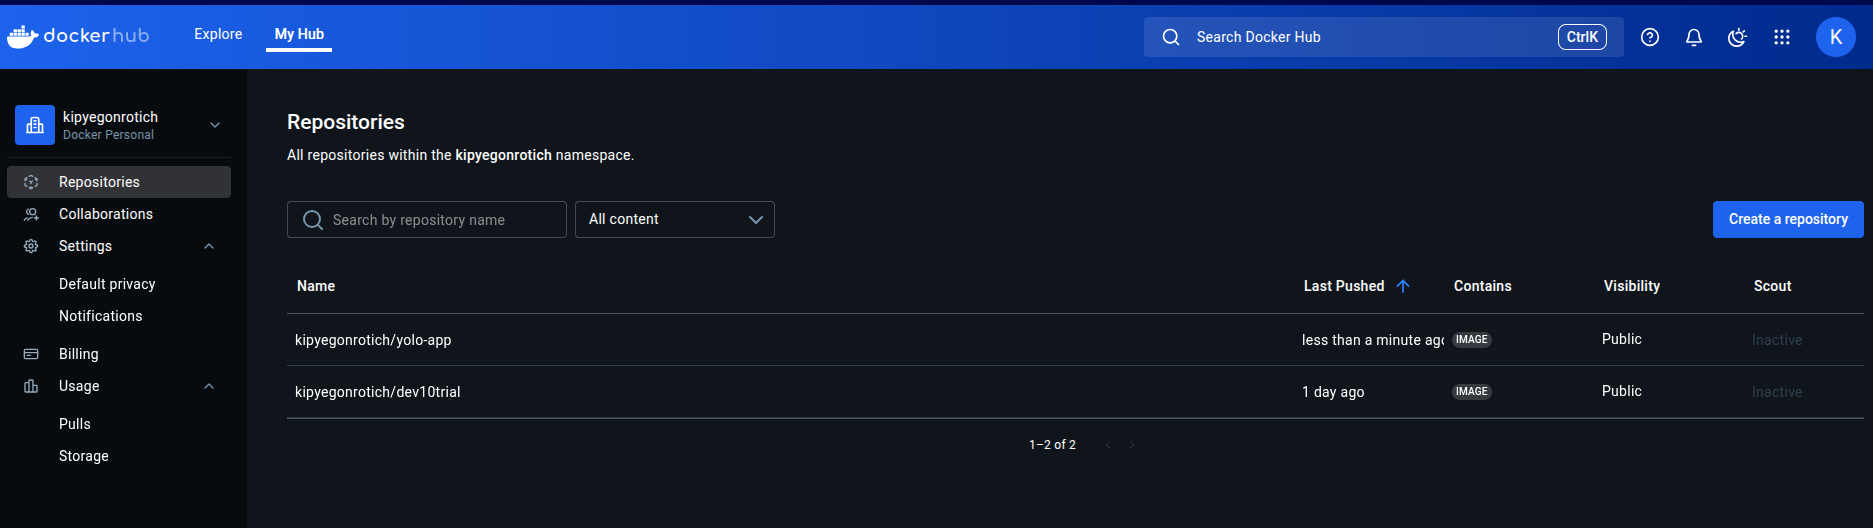 dockerhub
Explore
My Hub
Search Docker Hub
CtrlK
K
kipyegonrotich
Docker Personal
Repositories
Collaborations
Settings
Default privacy
Notifications
Billing
Usage
Pulls
Storage
Repositories
All repositories within the kipyegonrotich namespace.
Search by repository name
All content
Create a repository
Name Last Pushed Contains Visibility Scout
kipyegonrotich/yolo-app less than a minute ago IMAGE Public Inactive
kipyegonrotich/dev10trial 1 day ago IMAGE Public Inactive
1–2 of 2